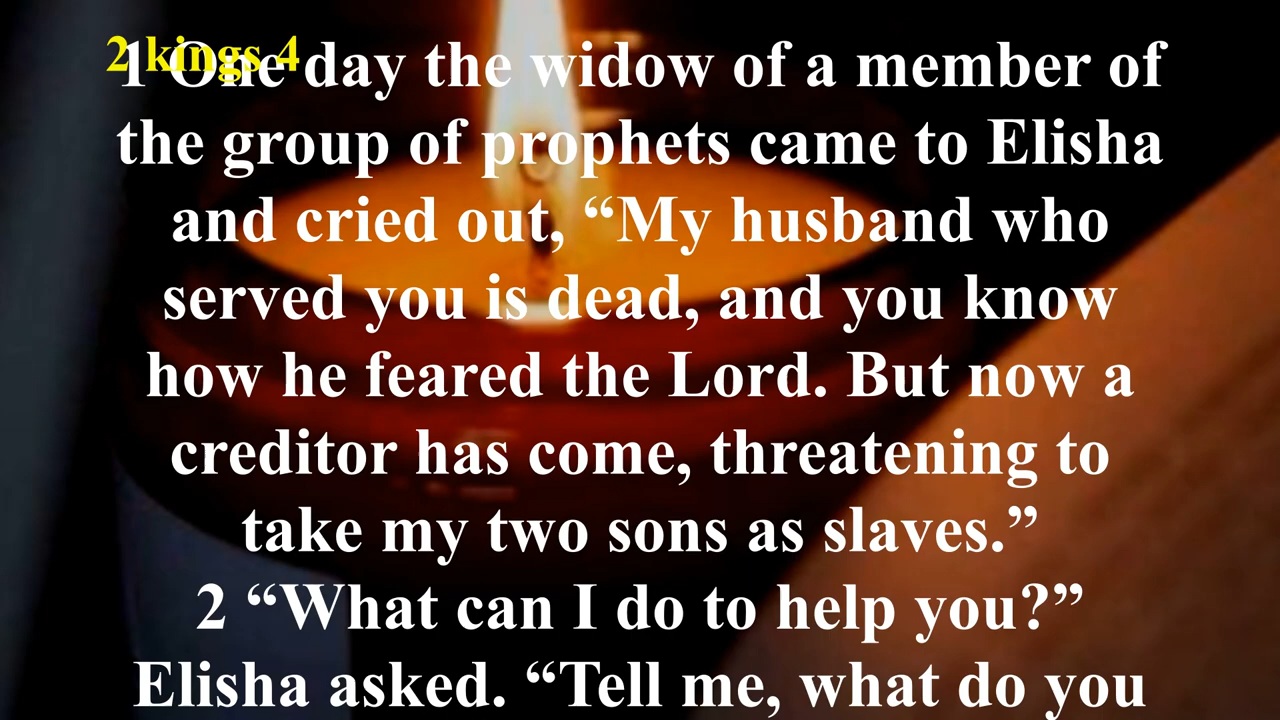 2 kings 4
1 One day the widow of a member of
the group of prophets came to Elisha
and cried out, “My husband who
served you is dead, and you know
how he feared the Lord. But now a
creditor has come, threatening to
take my two sons as slaves.”
2 “What can I do to help you?”
Elisha asked. “Tell me, what do you